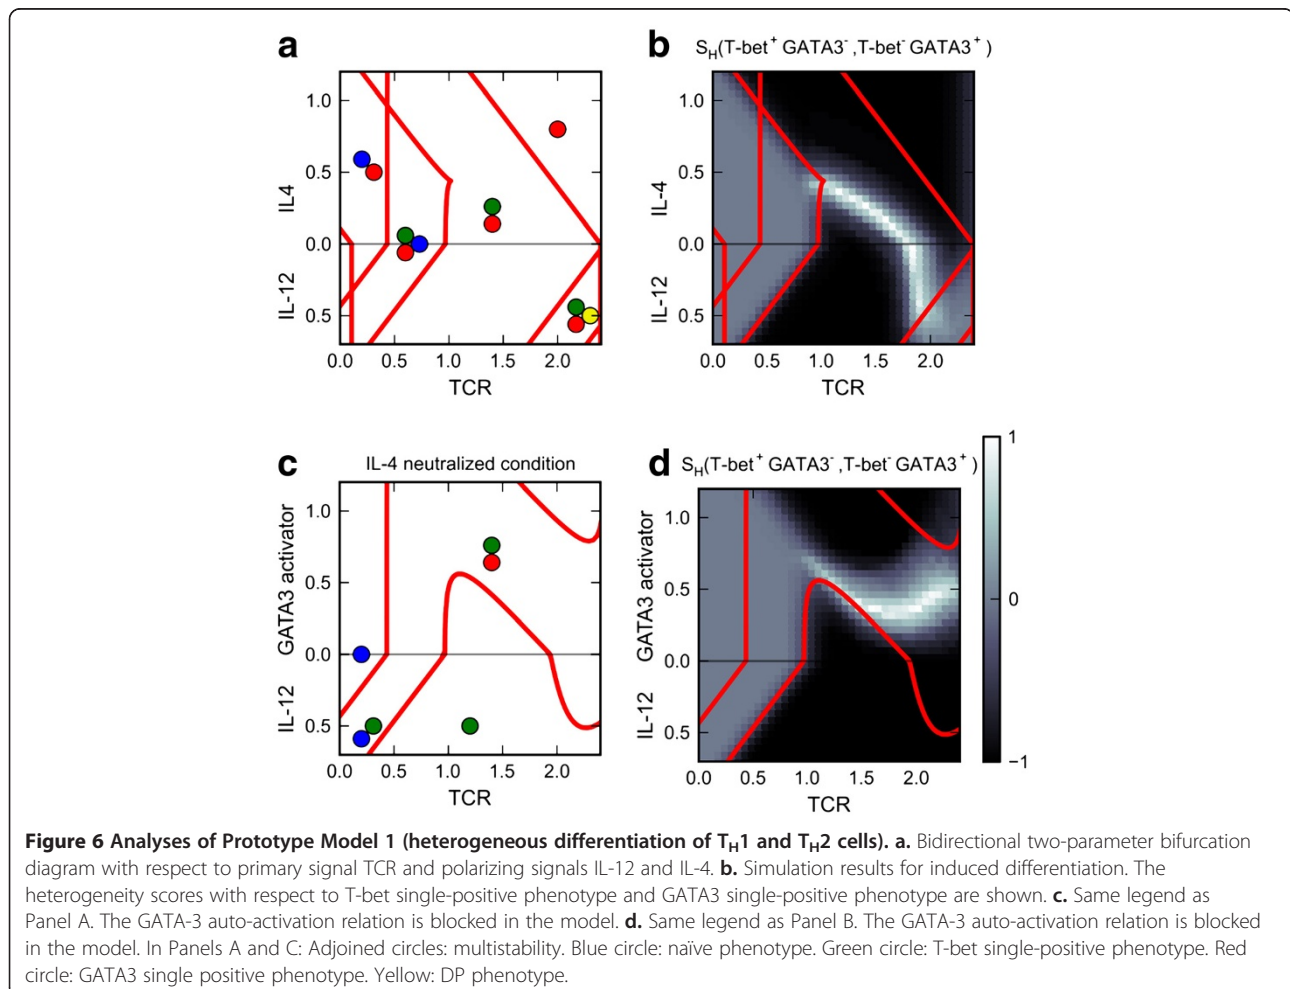 a
b
S_H(T-bet⁺ GATA3⁻ ,T-bet⁻ GATA3⁺ )
1.0
0.5
0.0
0.5
IL4
IL-12
0.0 0.5 1.0 1.5 2.0
TCR
1.0
0.5
0.0
0.5
IL-4
IL-12
0.0 0.5 1.0 1.5 2.0
TCR
c
IL-4 neutralized condition
d
S_H(T-bet⁺ GATA3⁻ ,T-bet⁻ GATA3⁺ )
1.0
0.5
0.0
0.5
GATA3 activator
IL-12
0.0 0.5 1.0 1.5 2.0
TCR
1.0
0.5
0.0
0.5
GATA3 activator
IL-12
0.0 0.5 1.0 1.5 2.0
TCR
1
0
−1
Figure 6 Analyses of Prototype Model 1 (heterogeneous differentiation of T_H1 and T_H2 cells). a. Bidirectional two-parameter bifurcation
diagram with respect to primary signal TCR and polarizing signals IL-12 and IL-4. b. Simulation results for induced differentiation. The
heterogeneity scores with respect to T-bet single-positive phenotype and GATA3 single-positive phenotype are shown. c. Same legend as
Panel A. The GATA-3 auto-activation relation is blocked in the model. d. Same legend as Panel B. The GATA-3 auto-activation relation is blocked
in the model. In Panels A and C: Adjoined circles: multistability. Blue circle: naïve phenotype. Green circle: T-bet single-positive phenotype. Red
circle: GATA3 single positive phenotype. Yellow: DP phenotype.